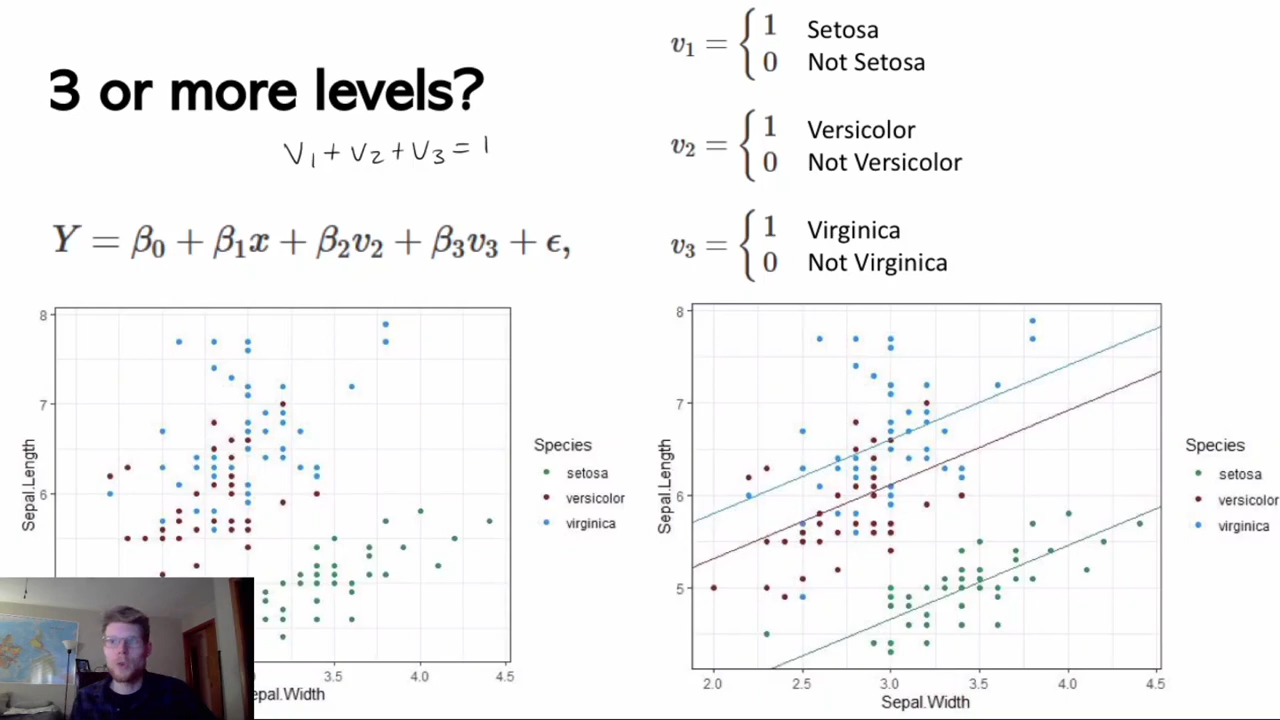 3 or more levels?
V₁ + V₂ + V₃ = 1
Y = β₀ + β₁x + β₂v₂ + β₃v₃ + ϵ,
v₁ = { 1 Setosa
0 Not Setosa
v₂ = { 1 Versicolor
0 Not Versicolor
v₃ = { 1 Virginica
0 Not Virginica
8
7
6
Sepal.Length
3.5
4.0
4.5
epal.Width
Species
setosa
versicolor
virginica
8
7
6
5
Sepal.Length
2.0
2.5
3.0
3.5
4.0
4.5
Sepal.Width
Species
setosa
versicolor
virginica